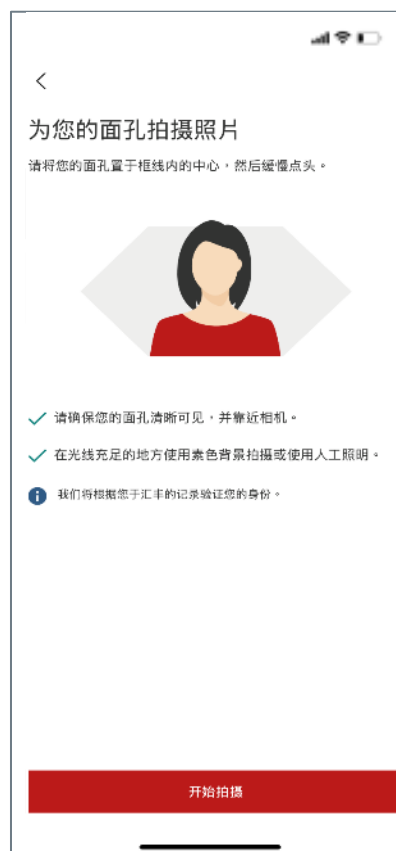 为您的面孔拍摄照片
请将您的面孔置于框线内的中心，然后缓慢点头。
请确保您的面孔清晰可见，并靠近相机。
在光线充足的地方使用素色背景拍摄或使用人工照明。
我们将根据您于汇丰的记录验证您的身份。
开始拍摄